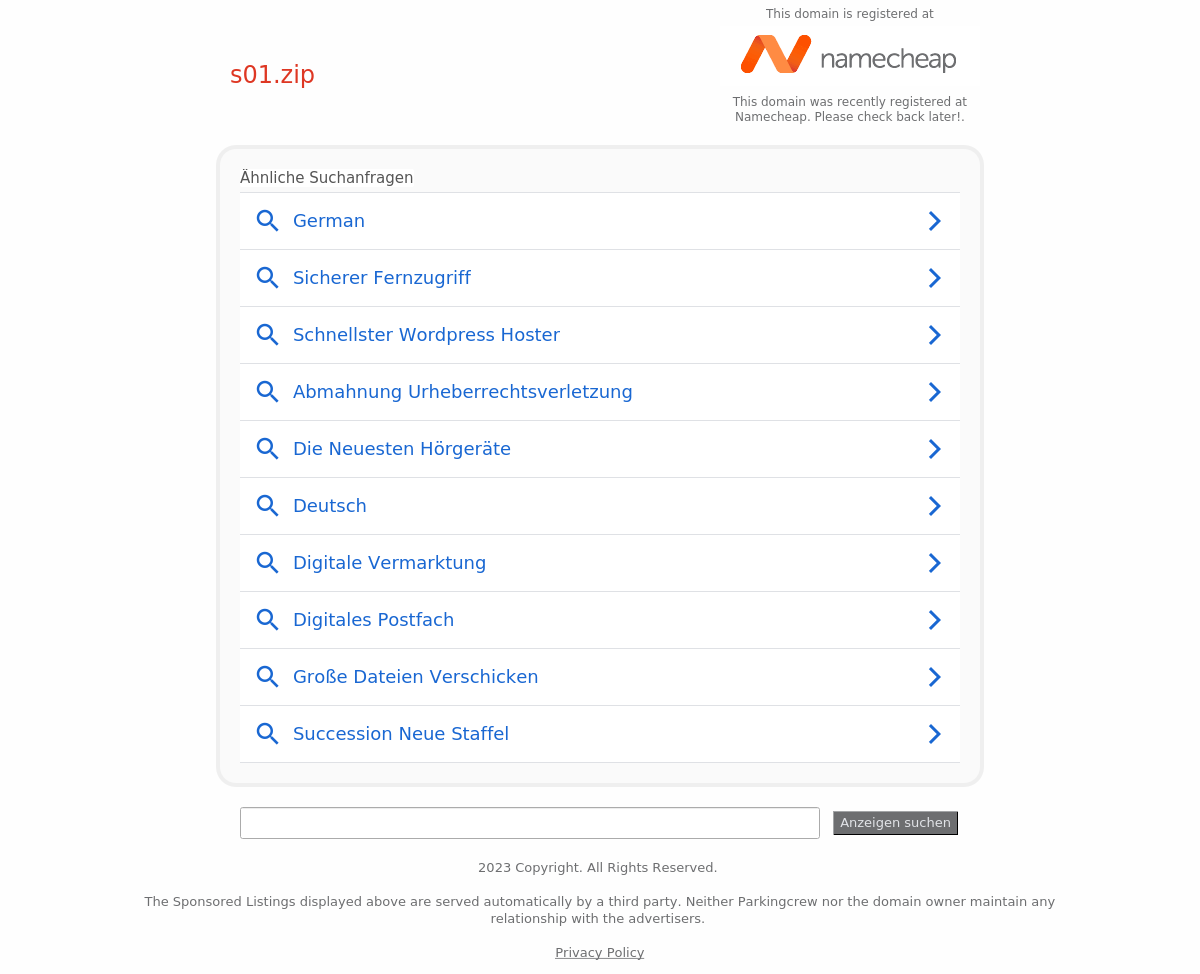 This domain is registered at
namecheap
s01.zip
This domain was recently registered at
Namecheap. Please check back later!.
Ähnliche Suchanfragen
German
Sicherer Fernzugriff
Schnellster Wordpress Hoster
Abmahnung Urheberrechtsverletzung
Die Neuesten Hörgeräte
Deutsch
Digitale Vermarktung
Digitales Postfach
Große Dateien Verschicken
Succession Neue Staffel
Anzeigen suchen
2023 Copyright. All Rights Reserved.
The Sponsored Listings displayed above are served automatically by a third party. Neither Parkingcrew nor the domain owner maintain any
relationship with the advertisers.
Privacy Policy